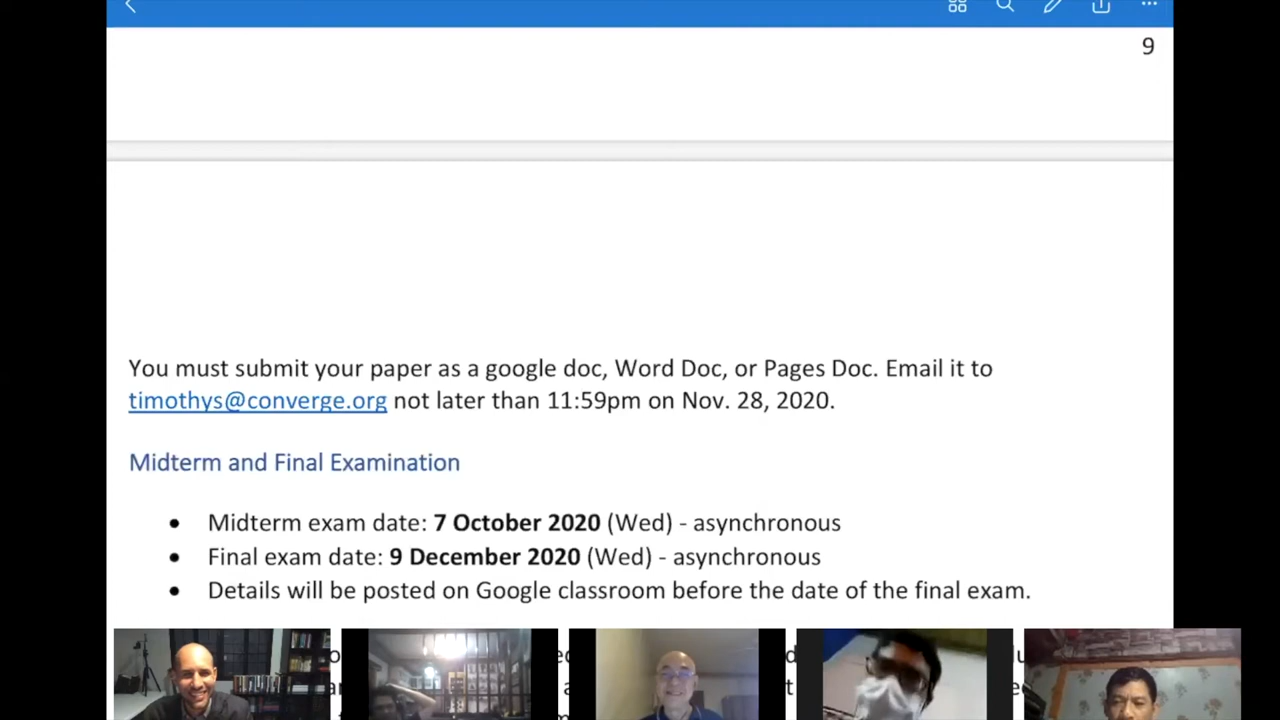 9
You must submit your paper as a google doc, Word Doc, or Pages Doc. Email it to
timothys@converge.org not later than 11:59pm on Nov. 28, 2020.
Midterm and Final Examination
• Midterm exam date: 7 October 2020 (Wed) - asynchronous
• Final exam date: 9 December 2020 (Wed) - asynchronous
• Details will be posted on Google classroom before the date of the final exam.